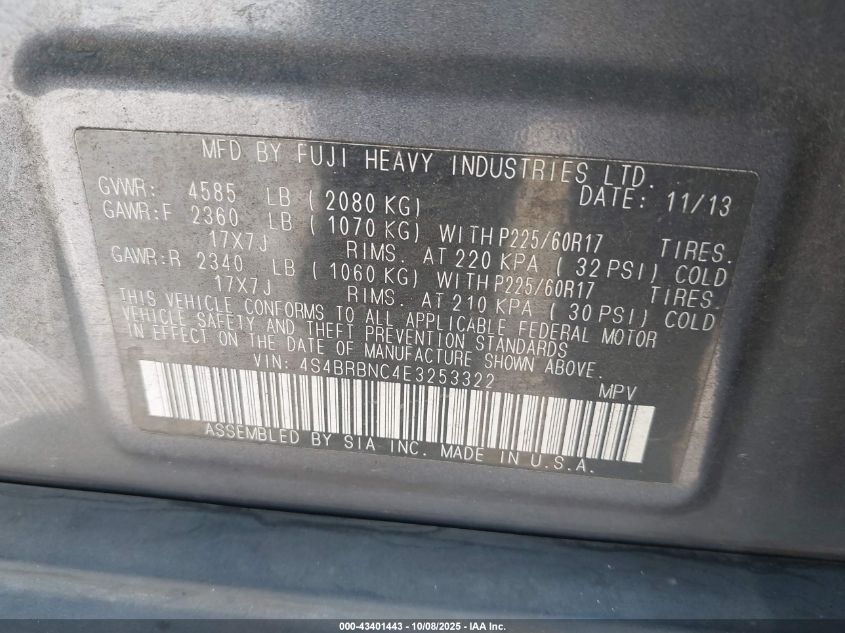 MFD BY FUJI HEAVY INDUSTRIES LTD.
GVWR: 4585 LB ( 2080 KG) DATE: 11/13
GAWR:F 2360 LB ( 1070 KG) WITH P225/60R17 TIRES.
17X7J RIMS. AT 220 KPA ( 32 PSI) COLD
GAWR:R 2340 LB ( 1060 KG) WITH P225/60R17 TIRES.
17X7J RIMS. AT 210 KPA ( 30 PSI) COLD
THIS VEHICLE CONFORMS TO ALL APPLICABLE FEDERAL MOTOR
VEHICLE SAFETY AND THEFT PREVENTION STANDARDS
IN EFFECT ON THE DATE OF MANUFACTURE SHOWN ABOVE.
VIN: 4S4BRBNC4E3253322 MPV
ASSEMBLED BY SIA INC. MADE IN U.S.A.
000-43401443 - 10/08/2025 - IAA Inc.